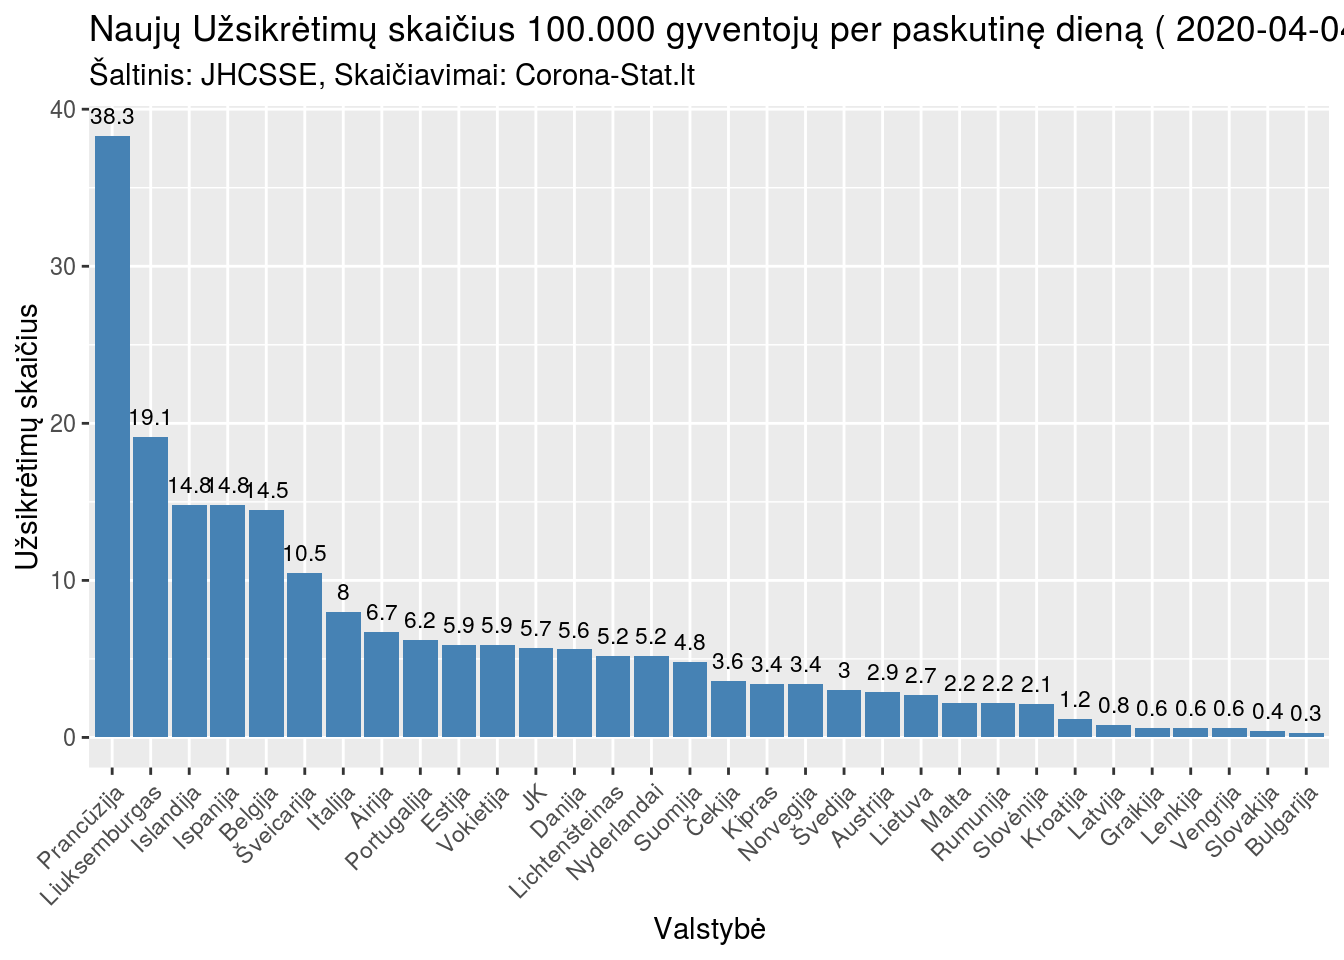 Naujų Užsikrėtimų skaičius 100.000 gyventojų per paskutinę dieną ( 2020-04-04
Šaltinis: JHCSSE, Skaičiavimai: Corona-Stat.lt
Užsikrėtimų skaičius
40
30
20
10
0
38.3
19.1
14.8
14.8
14.5
10.5
8
6.7
6.2
5.9
5.9
5.7
5.6
5.2
5.2
4.8
3.6
3.4
3.4
3
2.9
2.7
2.2
2.2
2.1
1.2
0.8
0.6
0.6
0.6
0.4
0.3
Prancūzija
Liuksemburgas
Islandija
Ispanija
Belgija
Šveicarija
Italija
Airija
Portugalija
Estija
Vokietija
JK
Danija
Lichtenšteinas
Nyderlandai
Suomija
Čekija
Kipras
Norvegija
Švedija
Austrija
Lietuva
Malta
Rumunija
Slovėnija
Kroatija
Latvija
Graikija
Lenkija
Vengrija
Slovakija
Bulgarija
Valstybė